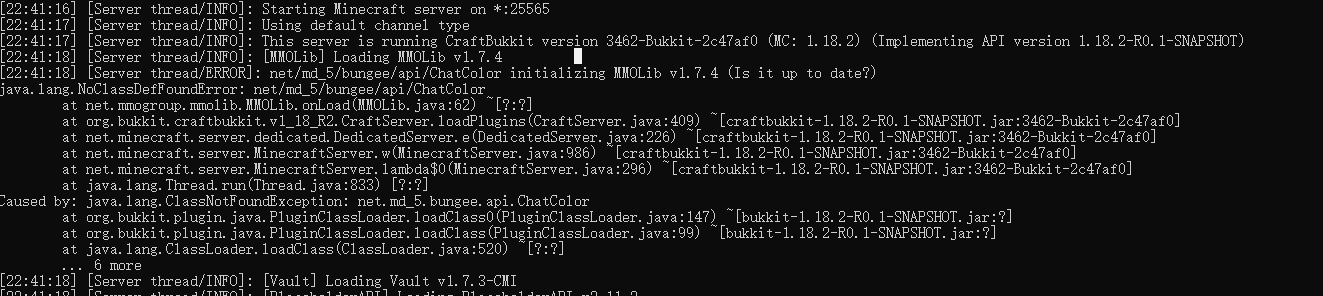 [22:41:16] [Server thread/INFO]: Starting Minecraft server on *:25565
[22:41:17] [Server thread/INFO]: Using default channel type
[22:41:17] [Server thread/INFO]: This server is running CraftBukkit version 3462-Bukkit-2c47af0 (MC: 1.18.2) (Implementing API version 1.18.2-R0.1-SNAPSHOT)
[22:41:18] [Server thread/INFO]: [MMOLib] Loading MMOLib v1.7.4
[22:41:18] [Server thread/ERROR]: net/md_5/bungee/api/ChatColor initializing MMOLib v1.7.4 (Is it up to date?)
java.lang.NoClassDefFoundError: net/md_5/bungee/api/ChatColor
at net.mmogroup.mmolib.MMOLib.onLoad(MMOLib.java:62) ~[?:?]
at org.bukkit.craftbukkit.v1_18_R2.CraftServer.loadPlugins(CraftServer.java:409) ~[craftbukkit-1.18.2-R0.1-SNAPSHOT.jar:3462-Bukkit-2c47af0]
at net.minecraft.server.dedicated.DedicatedServer.e(DedicatedServer.java:226) ~[craftbukkit-1.18.2-R0.1-SNAPSHOT.jar:3462-Bukkit-2c47af0]
at net.minecraft.server.MinecraftServer.w(MinecraftServer.java:986) ~[craftbukkit-1.18.2-R0.1-SNAPSHOT.jar:3462-Bukkit-2c47af0]
at net.minecraft.server.MinecraftServer.lambda$0(MinecraftServer.java:296) ~[craftbukkit-1.18.2-R0.1-SNAPSHOT.jar:3462-Bukkit-2c47af0]
at java.lang.Thread.run(Thread.java:833) [?:?]
Caused by: java.lang.ClassNotFoundException: net.md_5.bungee.api.ChatColor
at org.bukkit.plugin.java.PluginClassLoader.loadClass0(PluginClassLoader.java:147) ~[bukkit-1.18.2-R0.1-SNAPSHOT.jar:?]
at org.bukkit.plugin.java.PluginClassLoader.loadClass(PluginClassLoader.java:99) ~[bukkit-1.18.2-R0.1-SNAPSHOT.jar:?]
at java.lang.ClassLoader.loadClass(ClassLoader.java:520) ~[?:?]
... 6 more
[22:41:18] [Server thread/INFO]: [Vault] Loading Vault v1.7.3-CMI
[22:41:18] [Server thread/INFO]: [PlaceholderAPI] Loading PlaceholderAPI v2.11.2